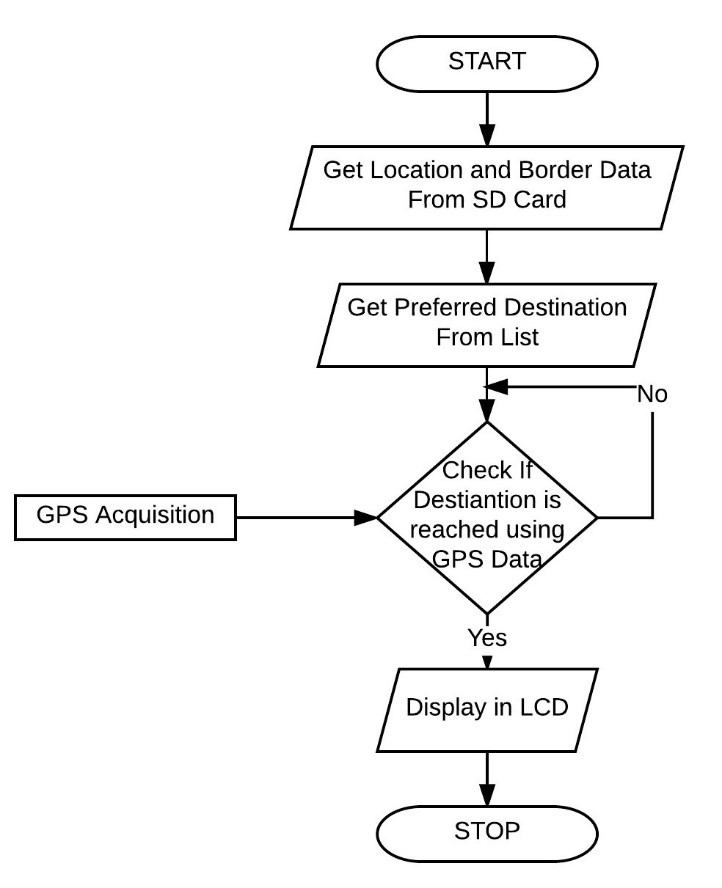 START
Get Location and Border Data
From SD Card
Get Preferred Destination
From List
No
Check If
Destiantion is
reached using
GPS Data
GPS Acquisition
Yes
Display in LCD
STOP